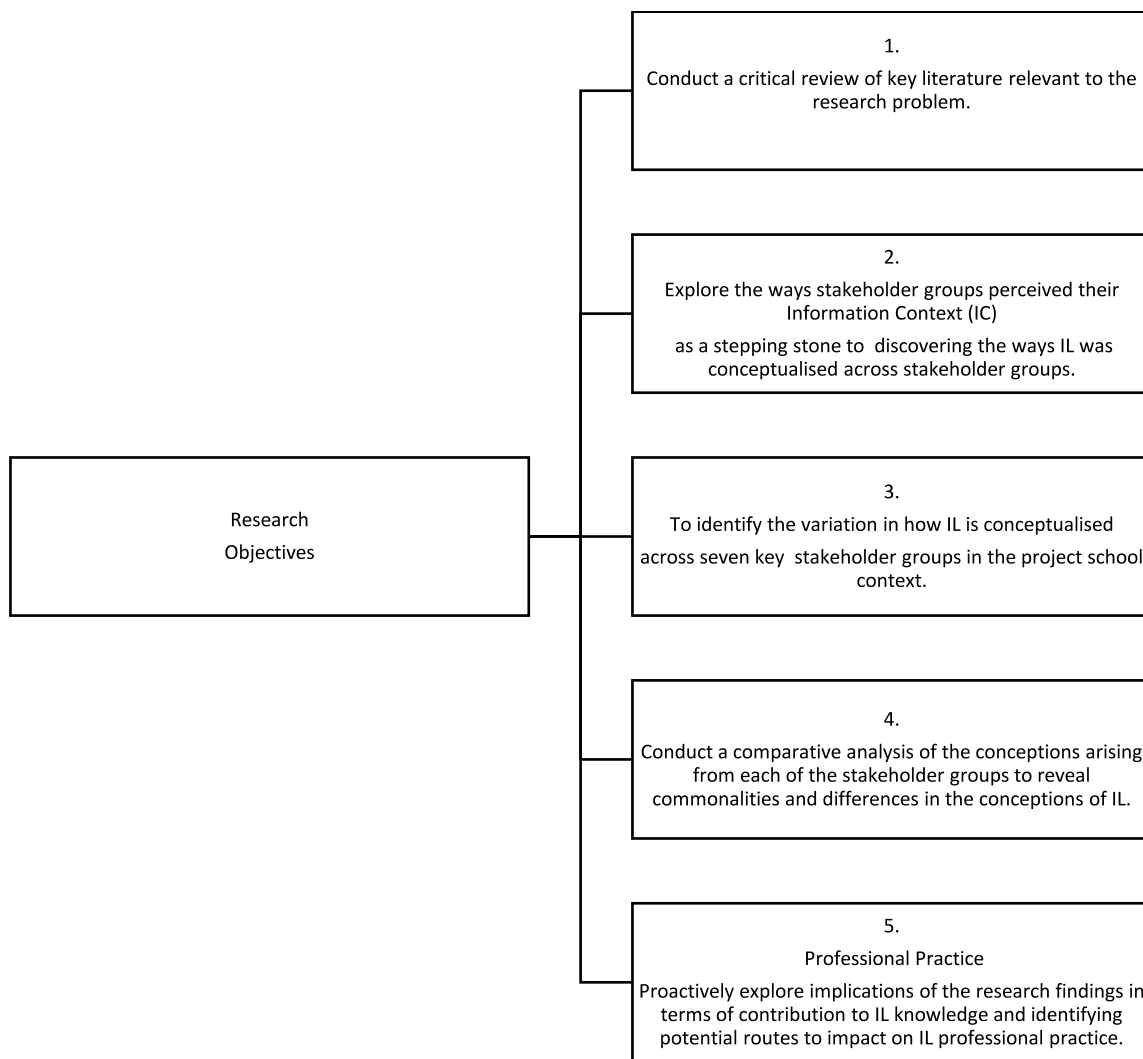 Research
Objectives
1.
Conduct a critical review of key literature relevant to the
research problem.
2.
Explore the ways stakeholder groups perceived their
Information Context (IC)
as a stepping stone to  discovering the ways IL was
conceptualised across stakeholder groups.
3.
To identify the variation in how IL is conceptualised
across seven key  stakeholder groups in the project school
context.
4.
Conduct a comparative analysis of the conceptions arising
from each of the stakeholder groups to reveal
commonalities and differences in the conceptions of IL.
5.
Professional Practice
Proactively explore implications of the research findings in
terms of contribution to IL knowledge and identifying
potential routes to impact on IL professional practice.